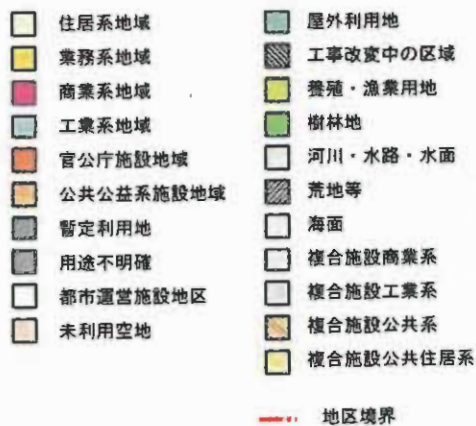 住居系地域
業務系地域
商業系地域
工業系地域
官公庁施設地域
公共公益系施設地域
暫定利用地
用途不明確
都市運営施設地区
未利用空地
屋外利用地
工事改変中の区域
養殖・漁業用地
樹林地
河川・水路・水面
荒地等
海面
複合施設商業系
複合施設工業系
複合施設公共系
複合施設公共住居系
地区境界